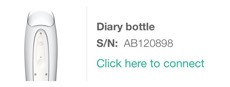 Diary bottle
S/N: AB120898
Click here to connect